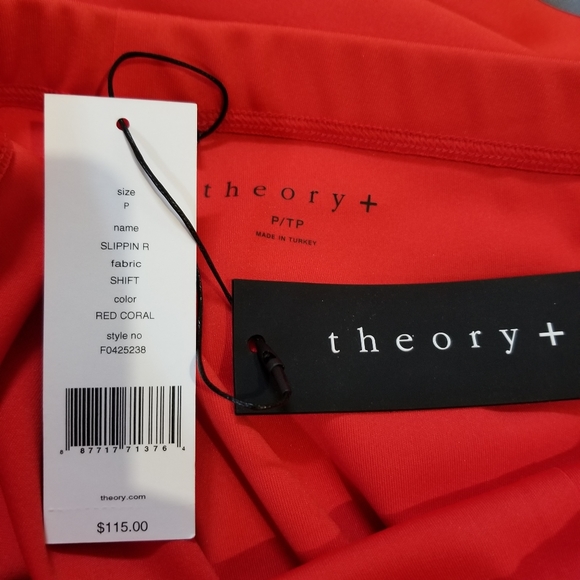 size
P
name
SLIPPIN R
fabric
SHIFT
color
RED CORAL
style no
F0425238
8 87717 71376 4
theory.com
$115.00
theory+
P/TP
MADE IN TURKEY
theory+